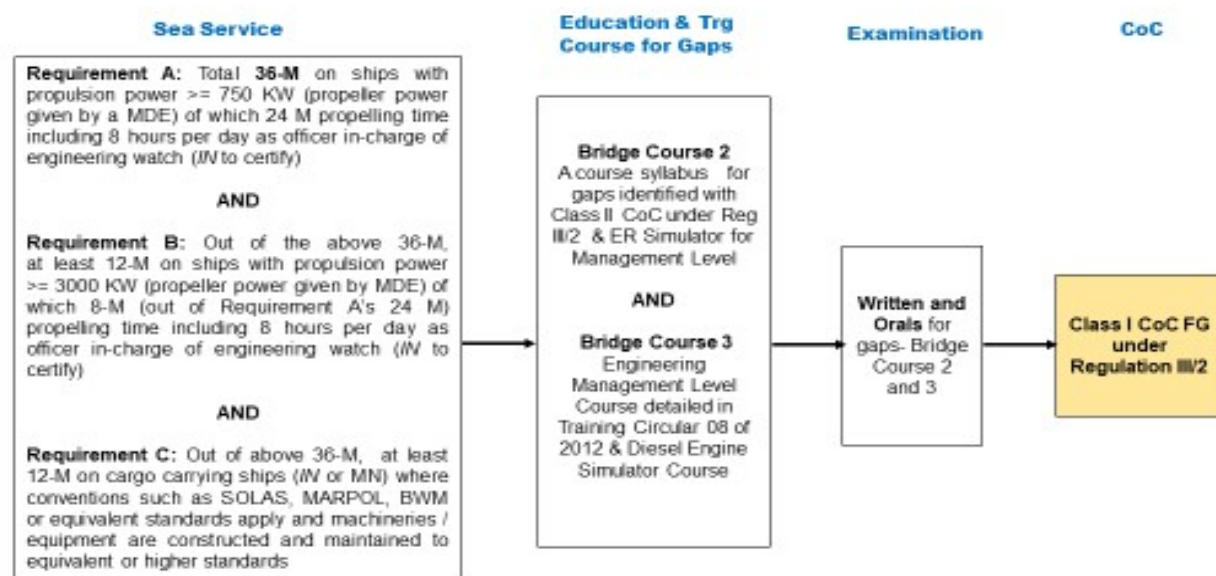 Sea Service
Education & Trg
Course for Gaps
Examination
CoC
Requirement A: Total 36-M on ships with
propulsion power >= 750 KW (propeller power
given by a MDE) of which 24 M propelling time
including 8 hours per day as officer in-charge of
engineering watch (IN to certify)
AND
Requirement B: Out of the above 36-M,
at least 12-M on ships with propulsion power
>= 3000 KW (propeller power given by MDE) of
which 8-M (out of Requirement A's 24 M)
propelling time including 8 hours per day as
officer in-charge of engineering watch (IN to
certify)
AND
Requirement C: Out of above 36-M, at least
12-M on cargo carrying ships (IN or MN) where
conventions such as SOLAS, MARPOL, BWM
or equivalent standards apply and machineries /
equipment are constructed and maintained to
equivalent or higher standards
Bridge Course 2
A course syllabus for
gaps identified with
Class II CoC under Reg
III/2 & ER Simulator for
Management Level
AND
Bridge Course 3
Engineering
Management Level
Course detailed in
Training Circular 08 of
2012 & Diesel Engine
Simulator Course
Written and
Orals for
gaps- Bridge
Course 2
and 3
Class I CoC FG
under
Regulation III/2